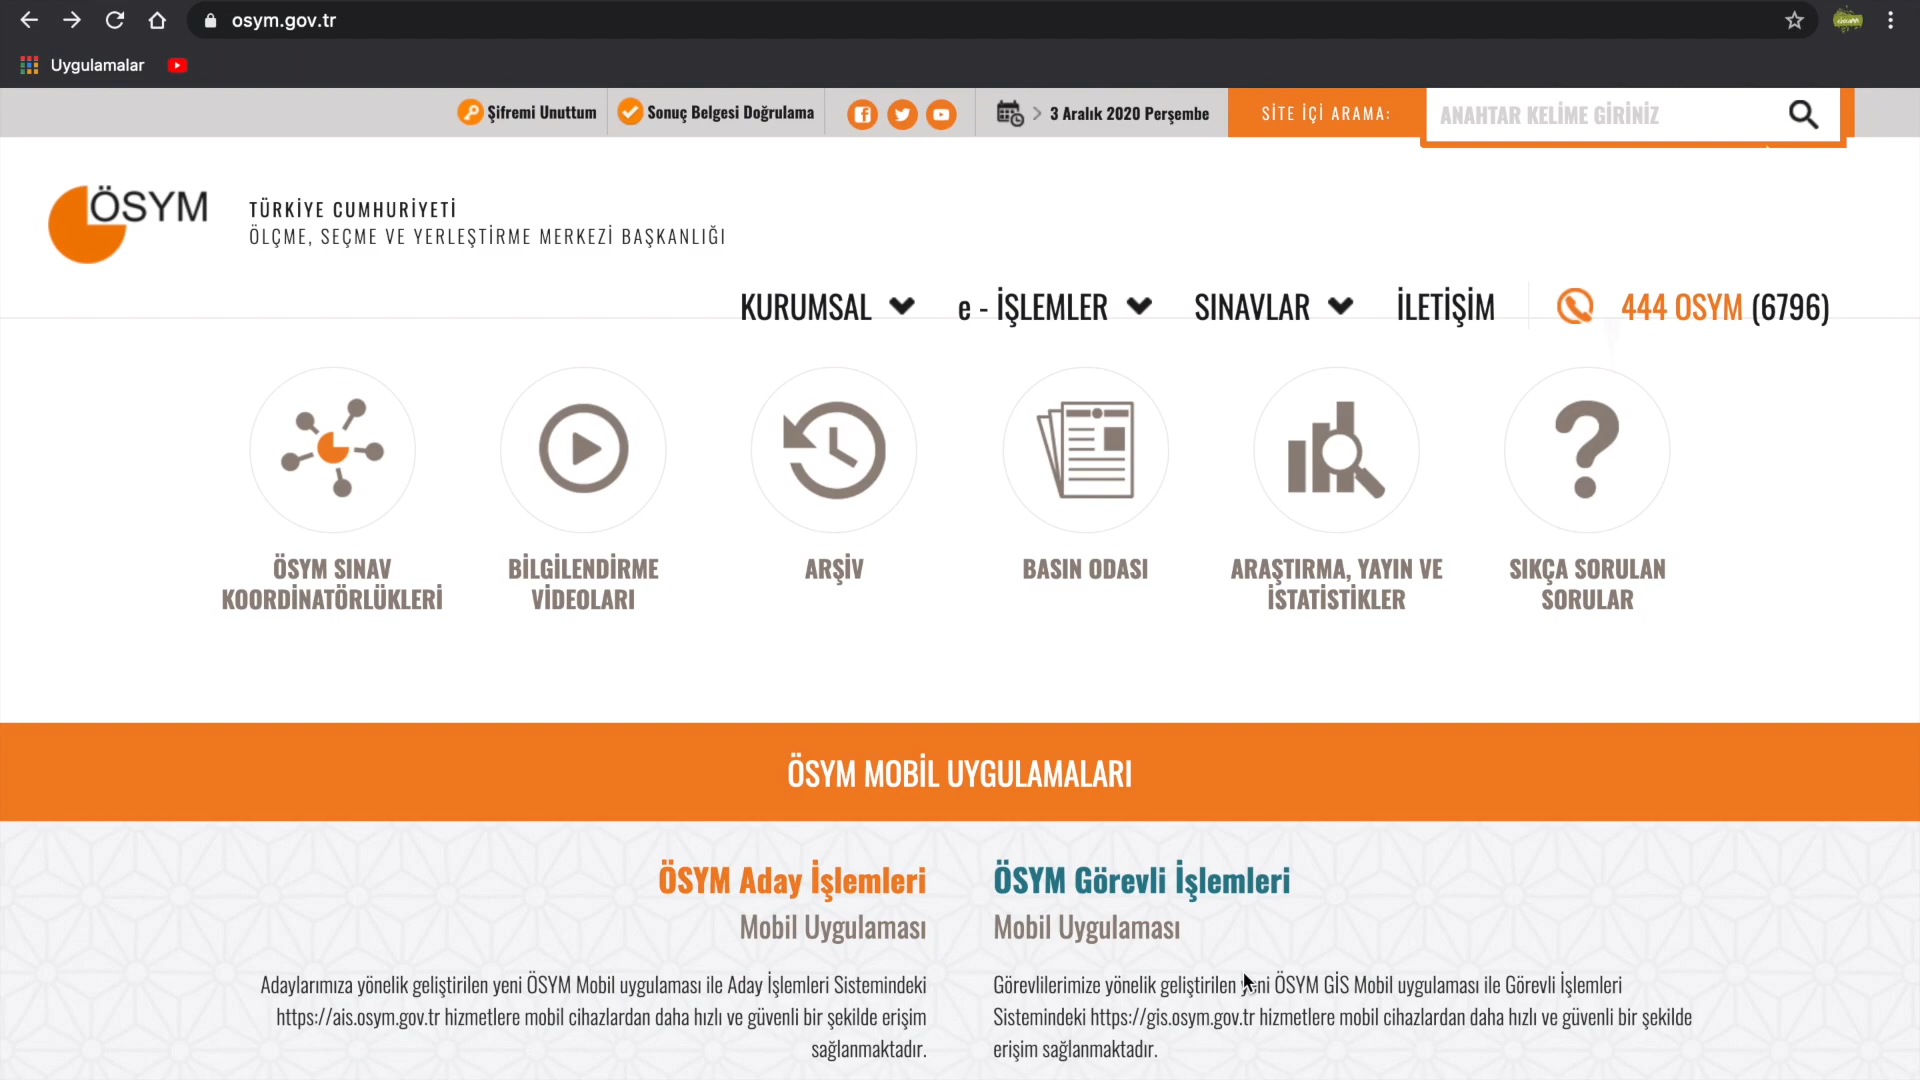 osym.gov.tr
Uygulamalar
Şifremi Unuttum
Sonuç Belgesi Doğrulama
3 Aralık 2020 Perşembe
SİTE İÇİ ARAMA:
ANAHTAR KELİME GİRİNİZ
ÖSYM
TÜRKİYE CUMHURİYETİ
ÖLÇME, SEÇME VE YERLEŞTİRME MERKEZİ BAŞKANLIĞI
KURUMSAL
e - İŞLEMLER
SINAVLAR
İLETİŞİM
444 OSYM (6796)
ÖSYM SINAV
KOORDİNATÖRLÜKLERİ
BİLGİLENDİRME
VİDEOLARI
ARŞİV
BASIN ODASI
ARAŞTIRMA, YAYIN VE
İSTATİSTİKLER
SIKÇA SORULAN
SORULAR
ÖSYM MOBİL UYGULAMALARI
ÖSYM Aday İşlemleri
Mobil Uygulaması
Adaylarımıza yönelik geliştirilen yeni ÖSYM Mobil uygulaması ile Aday İşlemleri Sistemindeki
https://ais.osym.gov.tr hizmetlere mobil cihazlardan daha hızlı ve güvenli bir şekilde erişim
sağlanmaktadır.
ÖSYM Görevli İşlemleri
Mobil Uygulaması
Görevlilerimize yönelik geliştirilen yeni ÖSYM GİS Mobil uygulaması ile Görevli İşlemleri
Sistemindeki https://gis.osym.gov.tr hizmetlere mobil cihazlardan daha hızlı ve güvenli bir şekilde
erişim sağlanmaktadır.